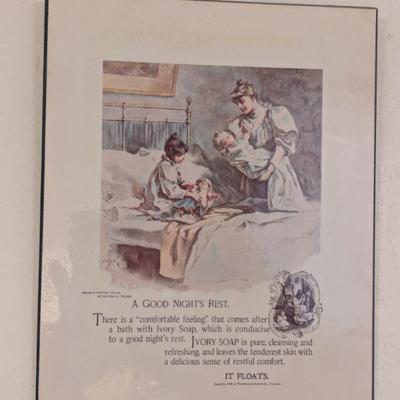 A GOOD NIGHT'S REST.
There is a "comfortable feeling" that comes after
a bath with Ivory Soap, which is conducive
to a good night's rest. IVORY SOAP is pure, cleansing and
refreshing, and leaves the tenderest skin with
a delicious sense of restful comfort.
IT FLOATS.